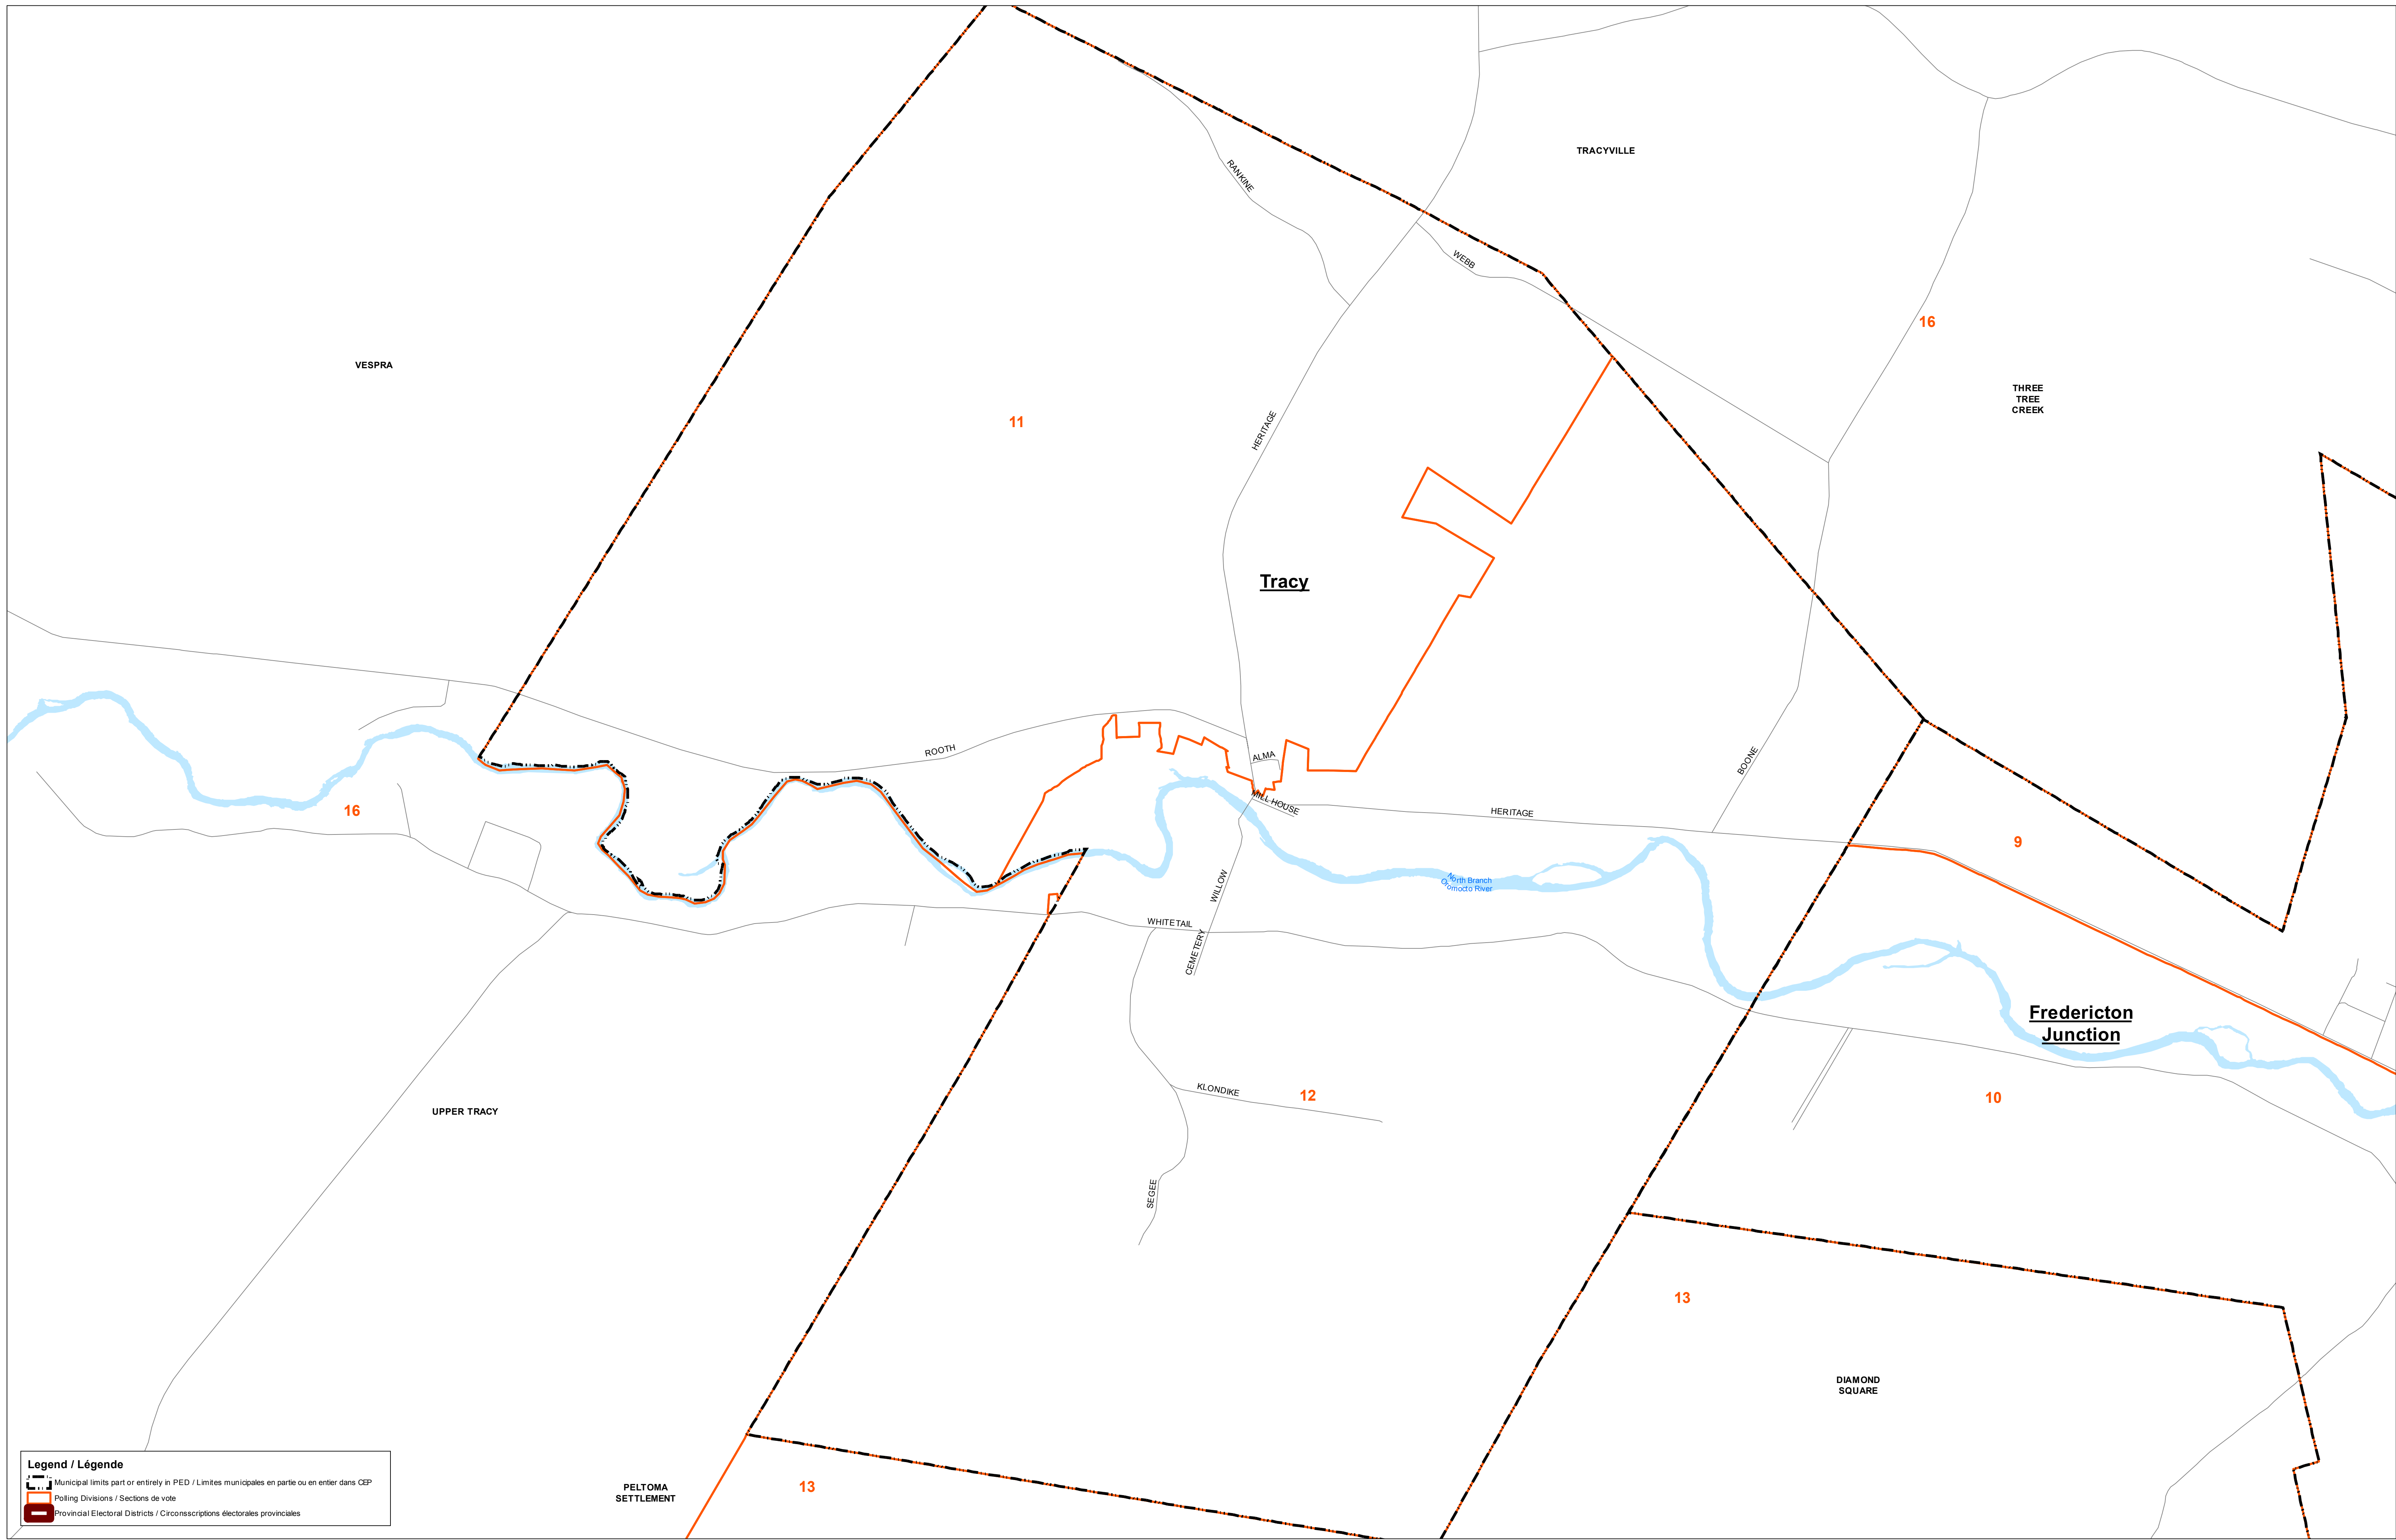 TRACYVILLE
RANKINE
WEBB
16
VESPRA
THREE
TREE
CREEK
11
HERITAGE
Tracy
ROOTH
ALMA
BOONE
MILL HOUSE
HERITAGE
16
9
North Branch
Oromocto River
WILLOW
WHITETAIL
CEMETERY
Fredericton
Junction
KLONDIKE
12
10
UPPER TRACY
SEGEE
13
DIAMOND
SQUARE
PELTOMA
SETTLEMENT
13
Legend / Légende
Municipal limits part or entirely in PED / Limites municipales en partie ou en entier dans CEP
Polling Divisions / Sections de vote
Provincial Electoral Districts / Circonsscriptions électorales provinciales